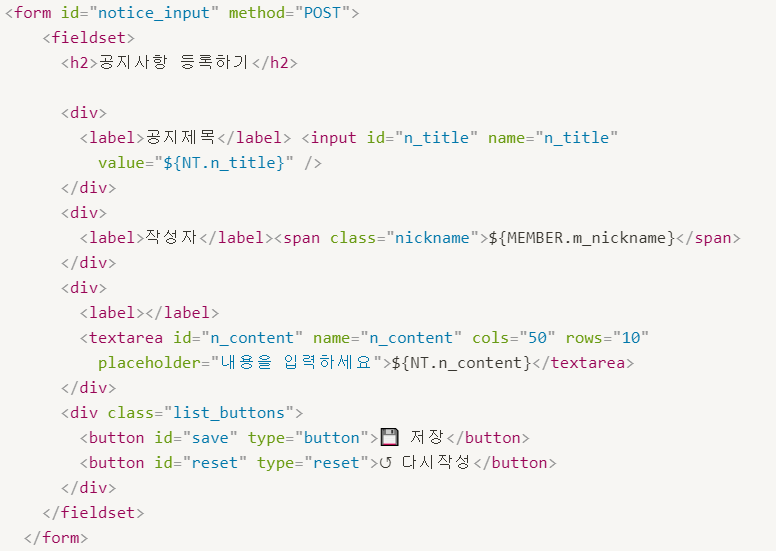 <form id="notice_input" method="POST">
<fieldset>
<h2>공지사항 등록하기</h2>
<div>
<label>공지제목</label> <input id="n_title" name="n_title"
value="${NT.n_title}" />
</div>
<div>
<label>작성자</label><span class="nickname">${MEMBER.m_nickname}</span>
</div>
<div>
<label></label>
<textarea id="n_content" name="n_content" cols="50" rows="10"
placeholder="내용을 입력하세요">${NT.n_content}</textarea>
</div>
<div class="list_buttons">
<button id="save" type="button">💾 저장</button>
<button id="reset" type="reset">↺ 다시작성</button>
</div>
</fieldset>
</form>